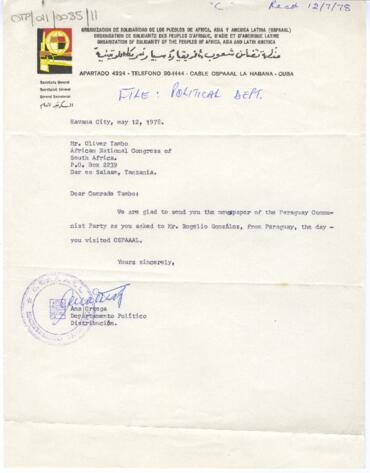 OTP/011/0035/11
"C" Read 12/7/78
ORGANIZACION DE SOLIDARIDAD DE LOS PUEBLOS DE AFRICA, ASIA Y AMERICA LATINA (OSPAAAL)
ORGANISATION DE SOLIDARITE DES PEUPLES D'AFRIQUE, D'ASIE ET D'AMERIQUE LATINE
ORGANIZATION OF SOLIDARITY OF THE PEOPLES OF AFRICA, ASIA AND LATIN AMERICA
APARTADO 4224 - TELEFONO 30-4444 - CABLE OSPAAAL LA HABANA - CUBA
Secretaría General
Secrétariat Général
General Secretariat
FILE: POLITICAL DEPT.
Havana City, may 12, 1978.
Mr. Oliver Tambo
African National Congress of
South Africa.
P.O. Box 2239
Dar es Salaam, Tanzania.
Dear Comrade Tambo:
We are glad to send you the newspaper of the Paraguay Commu-
nist Party as you asked to Mr. Rogelio González, from Paraguay, the day -
you visited OSPAAAL.
Yours sincerely,
Ana Ortega
Departamento Político
Distribución.